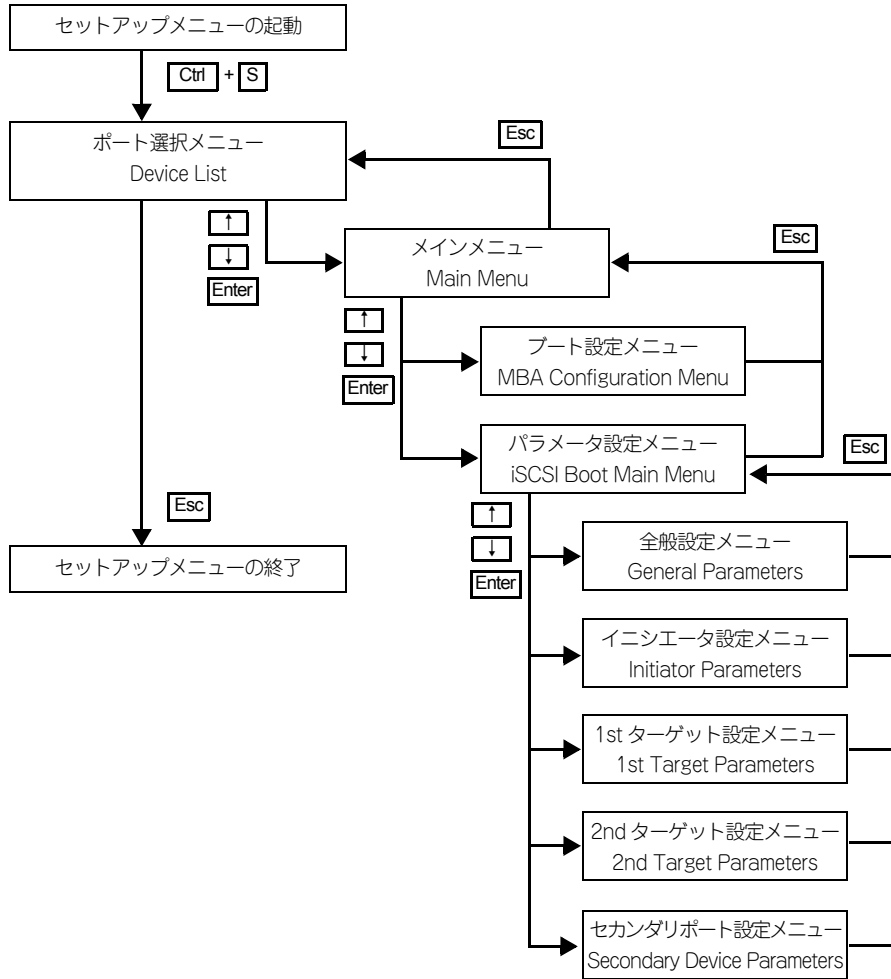 セットアップメニューの起動
Ctrl + S
ポート選択メニュー
Device List
Esc
↑
↓
Enter
メインメニュー
Main Menu
Esc
↑
↓
Enter
ブート設定メニュー
MBA Configuration Menu
パラメータ設定メニュー
iSCSI Boot Main Menu
Esc
Esc
セットアップメニューの終了
↑
↓
Enter
全般設定メニュー
General Parameters
イニシエータ設定メニュー
Initiator Parameters
1st ターゲット設定メニュー
1st Target Parameters
2nd ターゲット設定メニュー
2nd Target Parameters
セカンダリポート設定メニュー
Secondary Device Parameters